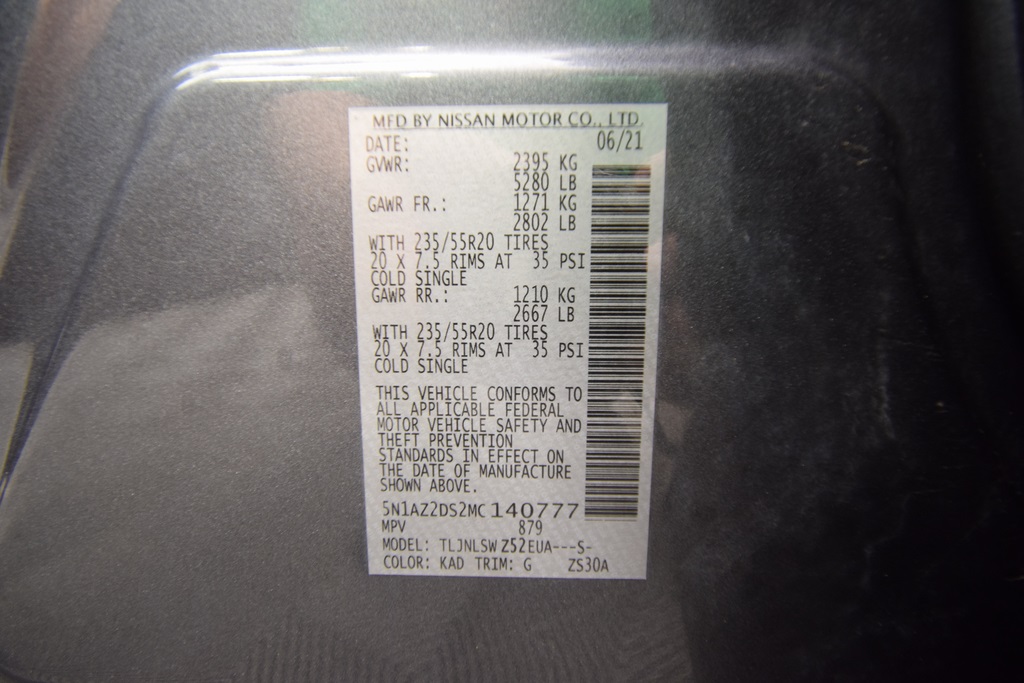 MFD BY NISSAN MOTOR CO., LTD.
DATE: 06/21
GVWR: 2395 KG
5280 LB
GAWR FR.: 1271 KG
2802 LB
WITH 235/55R20 TIRES
20 X 7.5 RIMS AT 35 PSI
COLD SINGLE
GAWR RR.: 1210 KG
2667 LB
WITH 235/55R20 TIRES
20 X 7.5 RIMS AT 35 PSI
COLD SINGLE
THIS VEHICLE CONFORMS TO
ALL APPLICABLE FEDERAL
MOTOR VEHICLE SAFETY AND
THEFT PREVENTION
STANDARDS IN EFFECT ON
THE DATE OF MANUFACTURE
SHOWN ABOVE.
5N1AZ2DS2MC140777
MPV 879
MODEL: TLJNLSWZ52EUA---S-
COLOR: KAD TRIM: G ZS30A